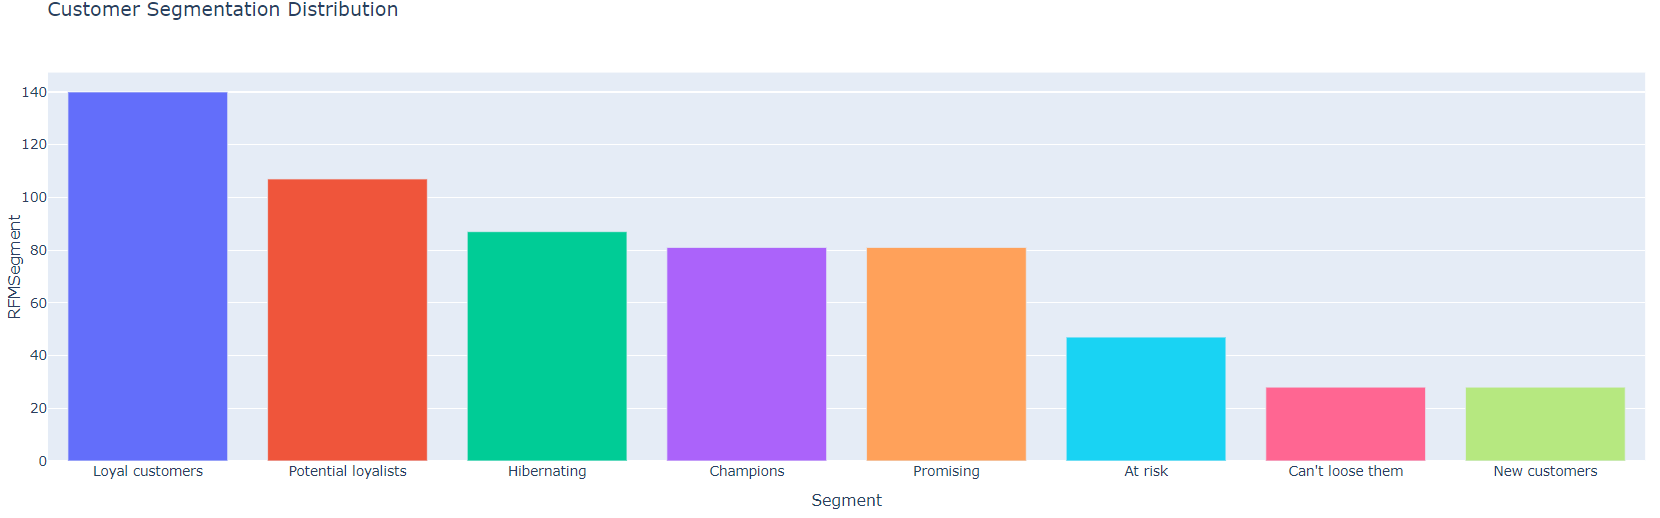 Customer Segmentation Distribution
140
120
100
80
60
40
20
0
RFMSegment
Loyal customers
Potential loyalists
Hibernating
Champions
Promising
At risk
Can't loose them
New customers
Segment